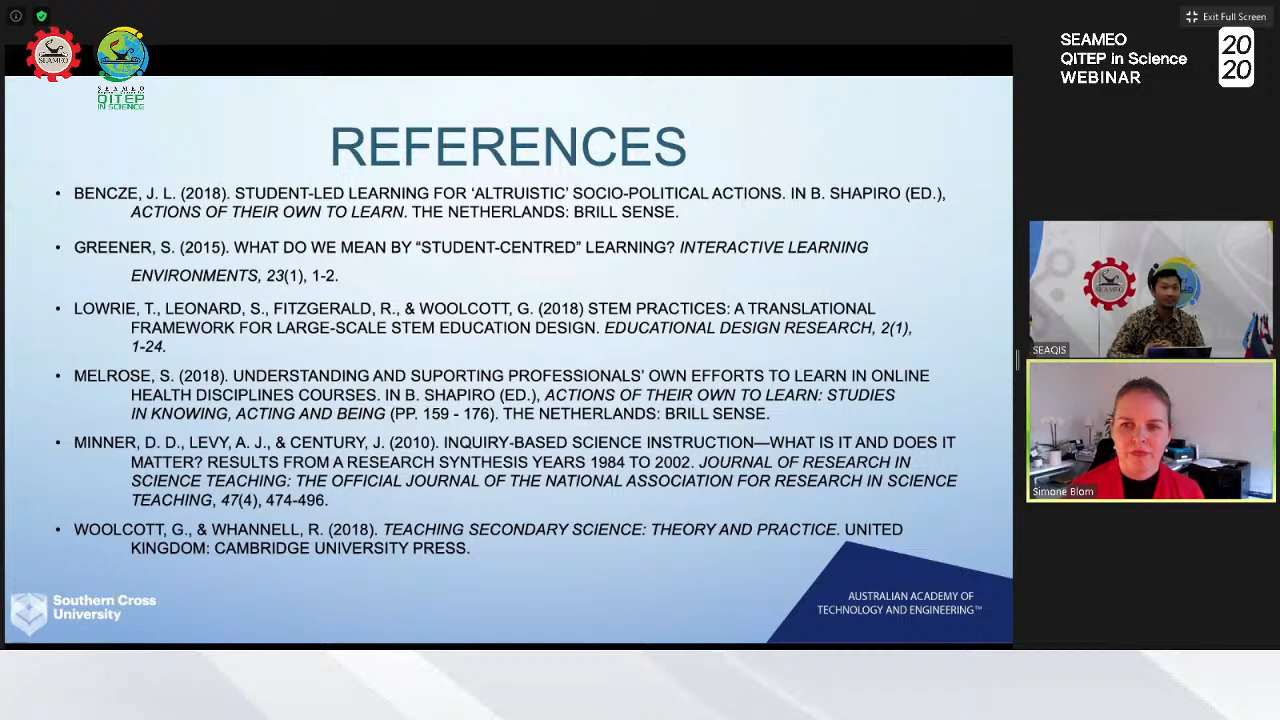 Exit Full Screen
SEAMEO
SEAMEO
QITEP
IN SCIENCE
SEAMEO
QITEP in Science
WEBINAR
20
20
REFERENCES
• BENCZE, J. L. (2018). STUDENT-LED LEARNING FOR ‘ALTRUISTIC’ SOCIO-POLITICAL ACTIONS. IN B. SHAPIRO (ED.),
ACTIONS OF THEIR OWN TO LEARN. THE NETHERLANDS: BRILL SENSE.
• GREENER, S. (2015). WHAT DO WE MEAN BY “STUDENT-CENTRED” LEARNING? INTERACTIVE LEARNING
ENVIRONMENTS, 23(1), 1-2.
• LOWRIE, T., LEONARD, S., FITZGERALD, R., & WOOLCOTT, G. (2018) STEM PRACTICES: A TRANSLATIONAL
FRAMEWORK FOR LARGE-SCALE STEM EDUCATION DESIGN. EDUCATIONAL DESIGN RESEARCH, 2(1),
1-24.
• MELROSE, S. (2018). UNDERSTANDING AND SUPORTING PROFESSIONALS’ OWN EFFORTS TO LEARN IN ONLINE
HEALTH DISCIPLINES COURSES. IN B. SHAPIRO (ED.), ACTIONS OF THEIR OWN TO LEARN: STUDIES
IN KNOWING, ACTING AND BEING (PP. 159 - 176). THE NETHERLANDS: BRILL SENSE.
• MINNER, D. D., LEVY, A. J., & CENTURY, J. (2010). INQUIRY-BASED SCIENCE INSTRUCTION—WHAT IS IT AND DOES IT
MATTER? RESULTS FROM A RESEARCH SYNTHESIS YEARS 1984 TO 2002. JOURNAL OF RESEARCH IN
SCIENCE TEACHING: THE OFFICIAL JOURNAL OF THE NATIONAL ASSOCIATION FOR RESEARCH IN SCIENCE
TEACHING, 47(4), 474-496.
• WOOLCOTT, G., & WHANNELL, R. (2018). TEACHING SECONDARY SCIENCE: THEORY AND PRACTICE. UNITED
KINGDOM: CAMBRIDGE UNIVERSITY PRESS.
Southern Cross
University
AUSTRALIAN ACADEMY OF
TECHNOLOGY AND ENGINEERING™
SEAMEO
SEAQIS
Simone Blom